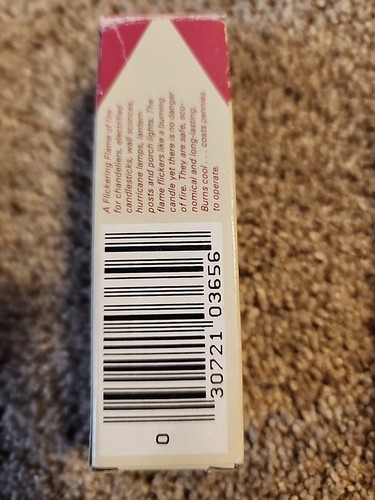 A Flickering Flame of fire
for chandeliers, electrified
candlesticks, wall sconces,
hurricane lamps, lantern
posts and porch lights. The
flame flickers like a burning
candle yet there is no danger
of fire. They are safe, eco-
nomical and long-lasting.
Burns cool . . . costs pennies
to operate.
0 30721 03656